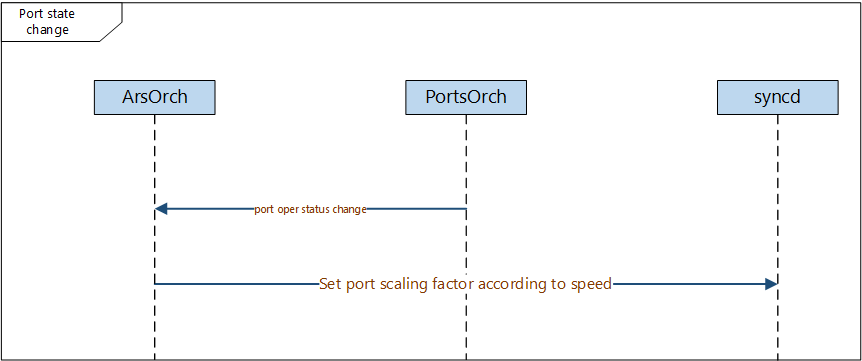 Port state
change
ArsOrch
PortsOrch
syncd
port oper status change
Set port scaling factor according to speed